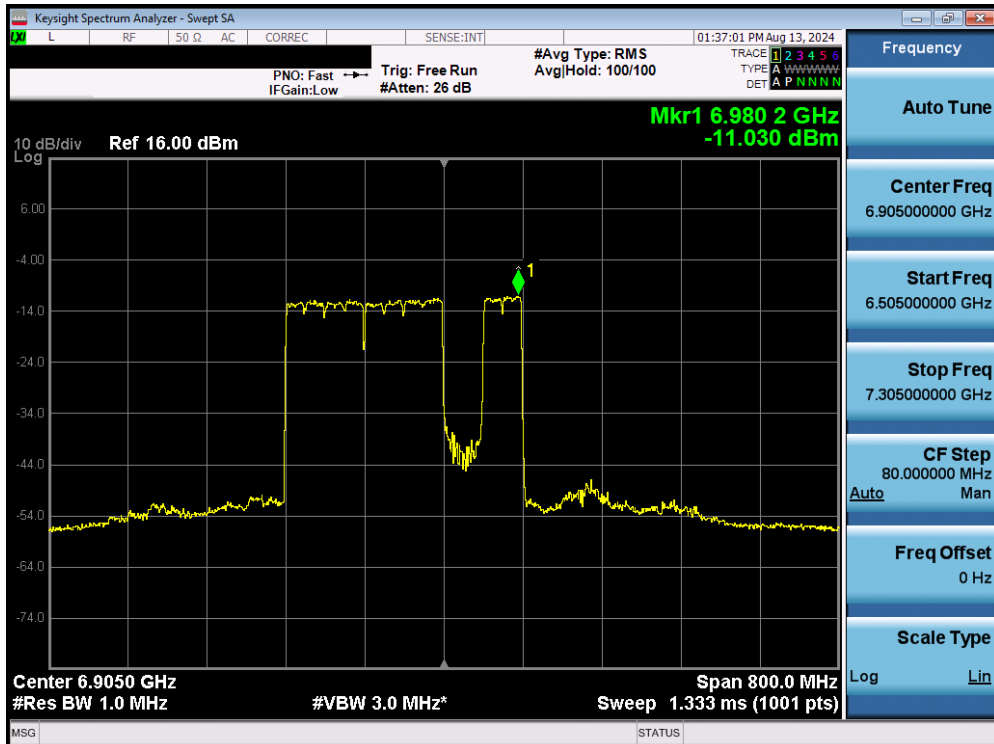 Keysight Spectrum Analyzer - Swept SA
LXI L RF 50 Ω AC CORREC SENSE:INT 01:37:01 PM Aug 13, 2024
PNO: Fast
IFGain:Low
Trig: Free Run
#Atten: 26 dB
#Avg Type: RMS
Avg|Hold: 100/100
TRACE 1 2 3 4 5 6
TYPE A W W W W W
DET A P N N N N
Mkr1 6.980 2 GHz
-11.030 dBm
10 dB/div Ref 16.00 dBm
Log
6.00
-4.00
-14.0
-24.0
-34.0
-44.0
-54.0
-64.0
-74.0
1
Center 6.9050 GHz Span 800.0 MHz
#Res BW 1.0 MHz #VBW 3.0 MHz* Sweep 1.333 ms (1001 pts)
MSG STATUS
Frequency
Auto Tune
Center Freq
6.905000000 GHz
Start Freq
6.505000000 GHz
Stop Freq
7.305000000 GHz
CF Step
80.000000 MHz
Auto Man
Freq Offset
0 Hz
Scale Type
Log Lin